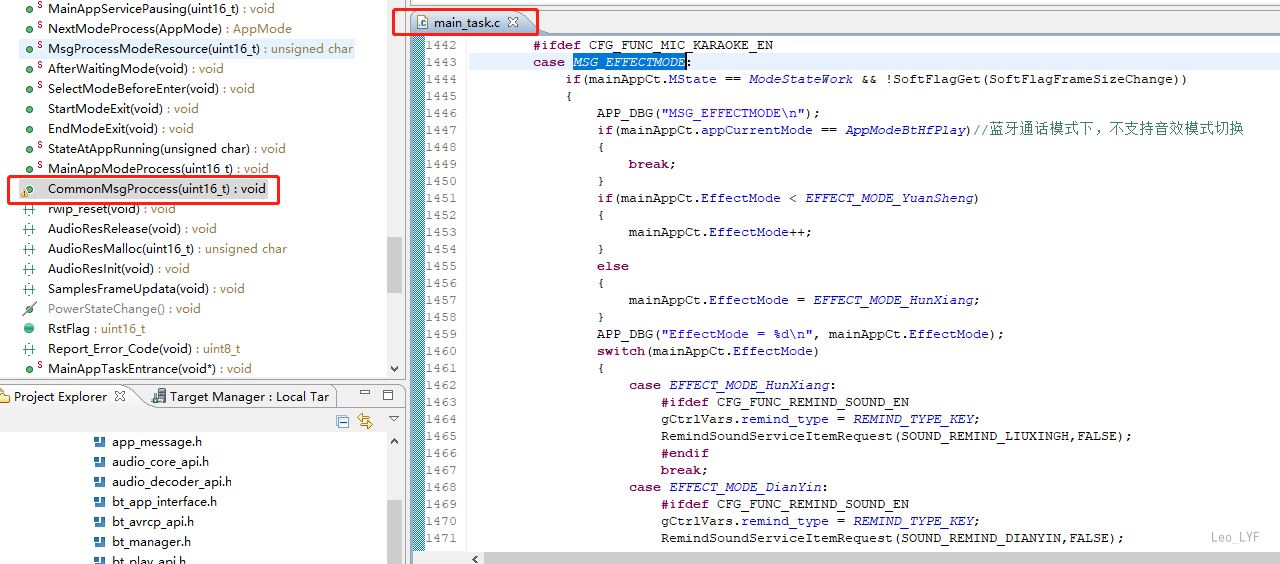 MainAppServicePausing(uint16_t) : void
NextModeProcess(AppMode) : AppMode
MsgProcessModeResource(uint16_t) : unsigned char
AfterWaitingMode(void) : void
SelectModeBeforeEnter(void) : void
StartModeExit(void) : void
EndModeExit(void) : void
StateAtAppRunning(unsigned char) : void
MainAppModeProcess(uint16_t) : void
CommonMsgProccess(uint16_t) : void
rwip_reset(void) : void
AudioResRelease(void) : void
AudioResMalloc(uint16_t) : unsigned char
AudioResInit(void) : void
SamplesFrameUpdata(void) : void
PowerStateChange() : void
RstFlag : uint16_t
Report_Error_Code(void) : uint8_t
MainAppTaskEntrance(void*) : void
Project Explorer
Target Manager : Local Tar
app_message.h
audio_core_api.h
audio_decoder_api.h
bt_app_interface.h
bt_avrcp_api.h
bt_manager.h
bt_play_api.h
main_task.c
1442 #ifdef CFG_FUNC_MIC_KARAOKE_EN
1443 case MSG_EFFECTMODE:
1444 if(mainAppCt.MState == ModeStateWork && !SoftFlagGet(SoftFlagFrameSizeChange))
1445 {
1446 APP_DBG("MSG_EFFECTMODE\n");
1447 if(mainAppCt.appCurrentMode == AppModeBtHfPlay)//蓝牙通话模式下，不支持音效模式切换
1448 {
1449 break;
1450 }
1451 if(mainAppCt.EffectMode < EFFECT_MODE_YuanSheng)
1452 {
1453 mainAppCt.EffectMode++;
1454 }
1455 else
1456 {
1457 mainAppCt.EffectMode = EFFECT_MODE_HunXiang;
1458 }
1459 APP_DBG("EffectMode = %d\n", mainAppCt.EffectMode);
1460 switch(mainAppCt.EffectMode)
1461 {
1462 case EFFECT_MODE_HunXiang:
1463 #ifdef CFG_FUNC_REMIND_SOUND_EN
1464 gCtrlVars.remind_type = REMIND_TYPE_KEY;
1465 RemindSoundServiceItemRequest(SOUND_REMIND_LIUXINGH,FALSE);
1466 #endif
1467 break;
1468 case EFFECT_MODE_DianYin:
1469 #ifdef CFG_FUNC_REMIND_SOUND_EN
1470 gCtrlVars.remind_type = REMIND_TYPE_KEY;
1471 RemindSoundServiceItemRequest(SOUND_REMIND_DIANYIN,FALSE);
Leo_LYF